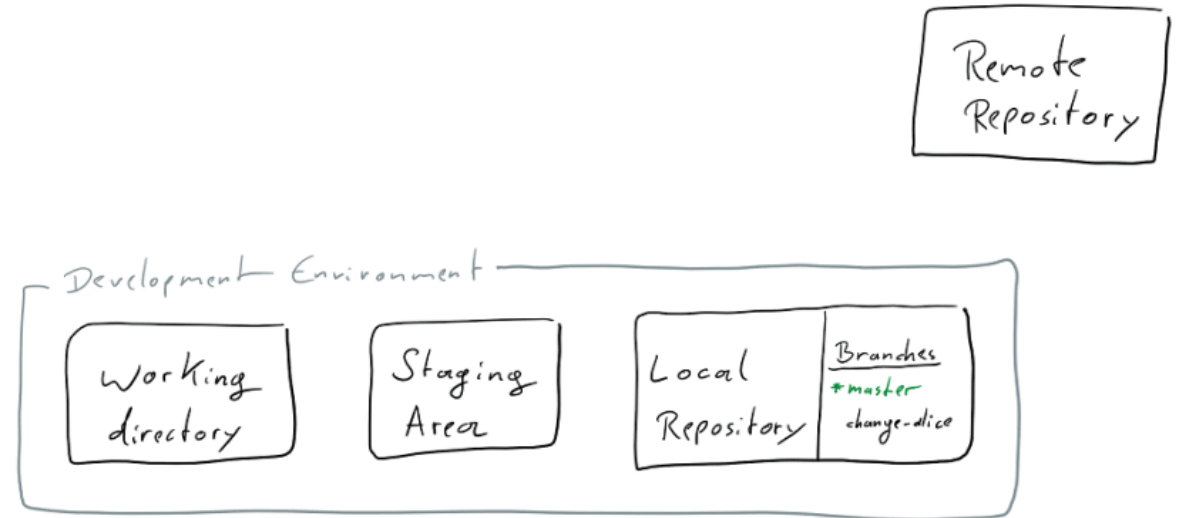 Remote
Repository
Development Environment
Working
directory
Staging
Area
Local
Repository
Branches
*master
change-alice